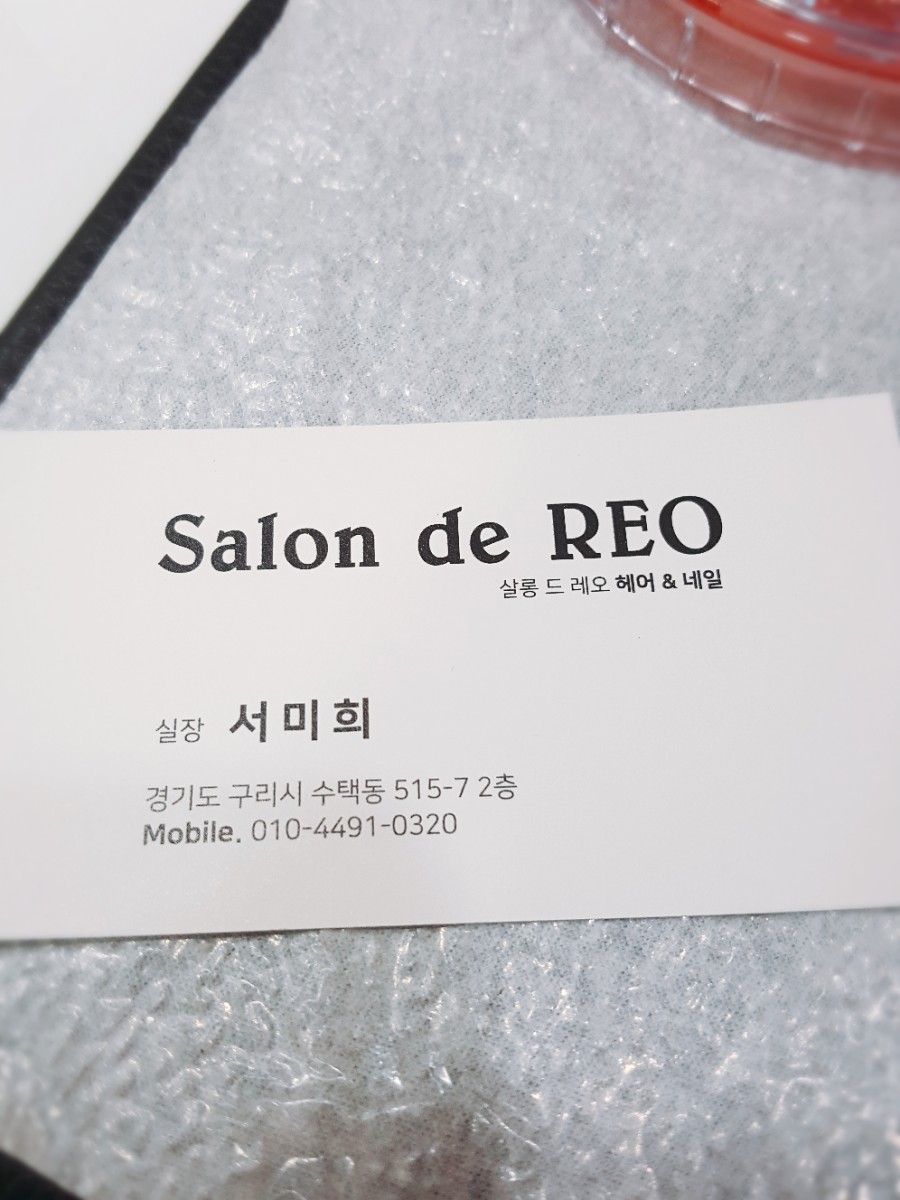 Salon de REO
살롱 드 레오 헤어 & 네일
실장 서미희
경기도 구리시 수택동 515-7 2층
Mobile. 010-4491-0320